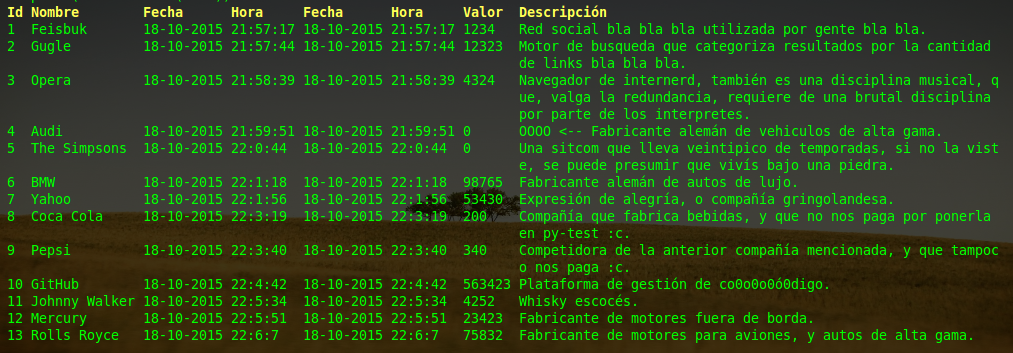 Id Nombre Fecha Hora Fecha Hora Valor Descripción
1 Feisbuk 18-10-2015 21:57:17 18-10-2015 21:57:17 1234 Red social bla bla bla utilizada por gente bla bla.
2 Gugle 18-10-2015 21:57:44 18-10-2015 21:57:44 12323 Motor de busqueda que categoriza resultados por la cantidad
de links bla bla bla.
3 Opera 18-10-2015 21:58:39 18-10-2015 21:58:39 4324 Navegador de internerd, también es una disciplina musical, q
ue, valga la redundancia, requiere de una brutal disciplina
por parte de los interpretes.
4 Audi 18-10-2015 21:59:51 18-10-2015 21:59:51 0 OOOO <-- Fabricante alemán de vehiculos de alta gama.
5 The Simpsons 18-10-2015 22:0:44 18-10-2015 22:0:44 0 Una sitcom que lleva veintipico de temporadas, si no la vist
e, se puede presumir que vivís bajo una piedra.
6 BMW 18-10-2015 22:1:18 18-10-2015 22:1:18 98765 Fabricante alemán de autos de lujo.
7 Yahoo 18-10-2015 22:1:56 18-10-2015 22:1:56 53430 Expresión de alegría, o compañía gringolandesa.
8 Coca Cola 18-10-2015 22:3:19 18-10-2015 22:3:19 200 Compañía que fabrica bebidas, y que no nos paga por ponerla
en py-test :c.
9 Pepsi 18-10-2015 22:3:40 18-10-2015 22:3:40 340 Competidora de la anterior compañía mencionada, y que tampoc
o nos paga :c.
10 GitHub 18-10-2015 22:4:42 18-10-2015 22:4:42 563423 Plataforma de gestión de co0o0o0ó0digo.
11 Johnny Walker 18-10-2015 22:5:34 18-10-2015 22:5:34 4252 Whisky escocés.
12 Mercury 18-10-2015 22:5:51 18-10-2015 22:5:51 23423 Fabricante de motores fuera de borda.
13 Rolls Royce 18-10-2015 22:6:7 18-10-2015 22:6:7 75832 Fabricante de motores para aviones, y autos de alta gama.